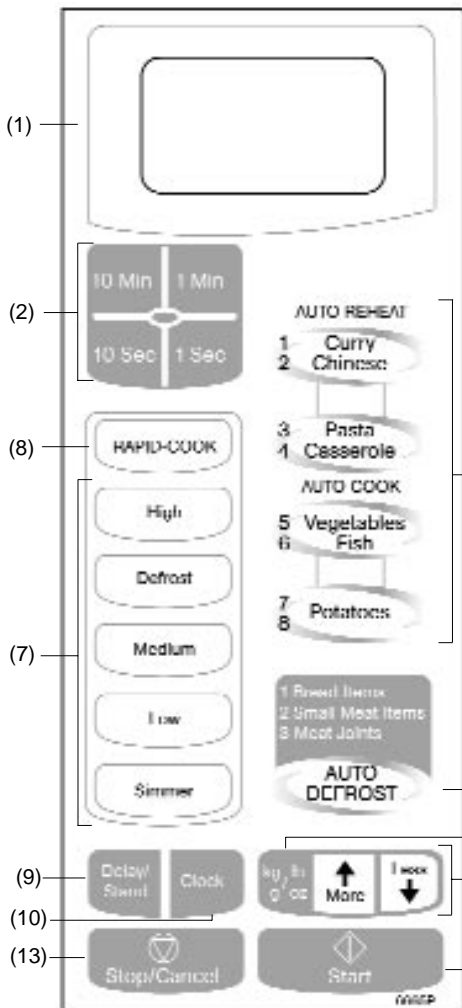 (1)
10 Min
1 Min
(2)
10 Sec
1 Sec
AUTO REHEAT
1 Curry
2 Chinese
3 Pasta
4 Casserole
AUTO COOK
5 Vegetables
6 Fish
7
8 Potatoes
(8)
RAPID-COOK
High
Defrost
(7)
Medium
Low
Simmer
1 Bread Items
2 Small Meat Items
3 Meat Joints
AUTO
DEFROST
(9)
Delay/
Stand
Clock
(10)
kg/lb
g/oz
More
(13)
Stop/Cancel
Start